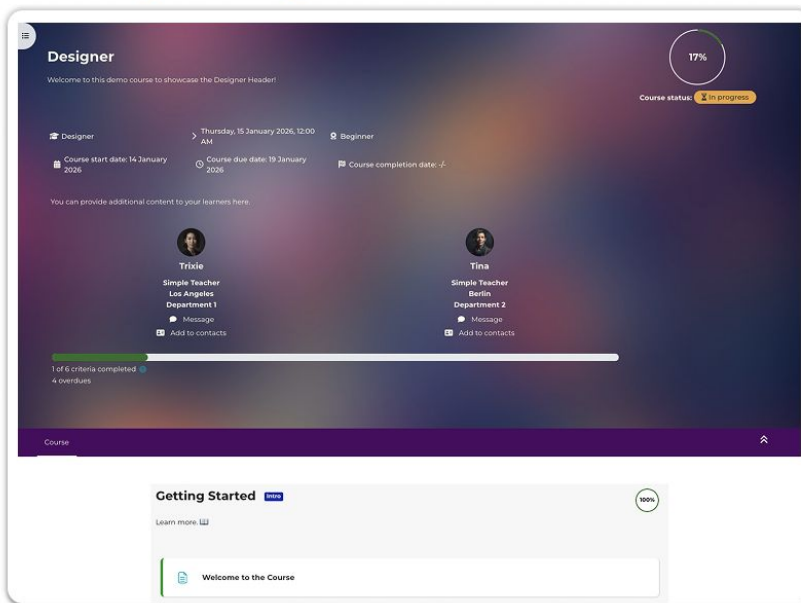 Designer
Welcome to this demo course to showcase the Designer Header!
17%
Course status: In progress
Designer
Thursday, 15 January 2026, 12:00
AM
Beginner
Course start date: 14 January
2026
Course due date: 19 January
2026
Course completion date: -/-
You can provide additional content to your learners here.
Trixie
Simple Teacher
Los Angeles
Department 1
Message
Add to contacts
Tina
Simple Teacher
Berlin
Department 2
Message
Add to contacts
1 of 6 criteria completed
4 overdues
Course
Getting Started Intro
100%
Learn more.
Welcome to the Course